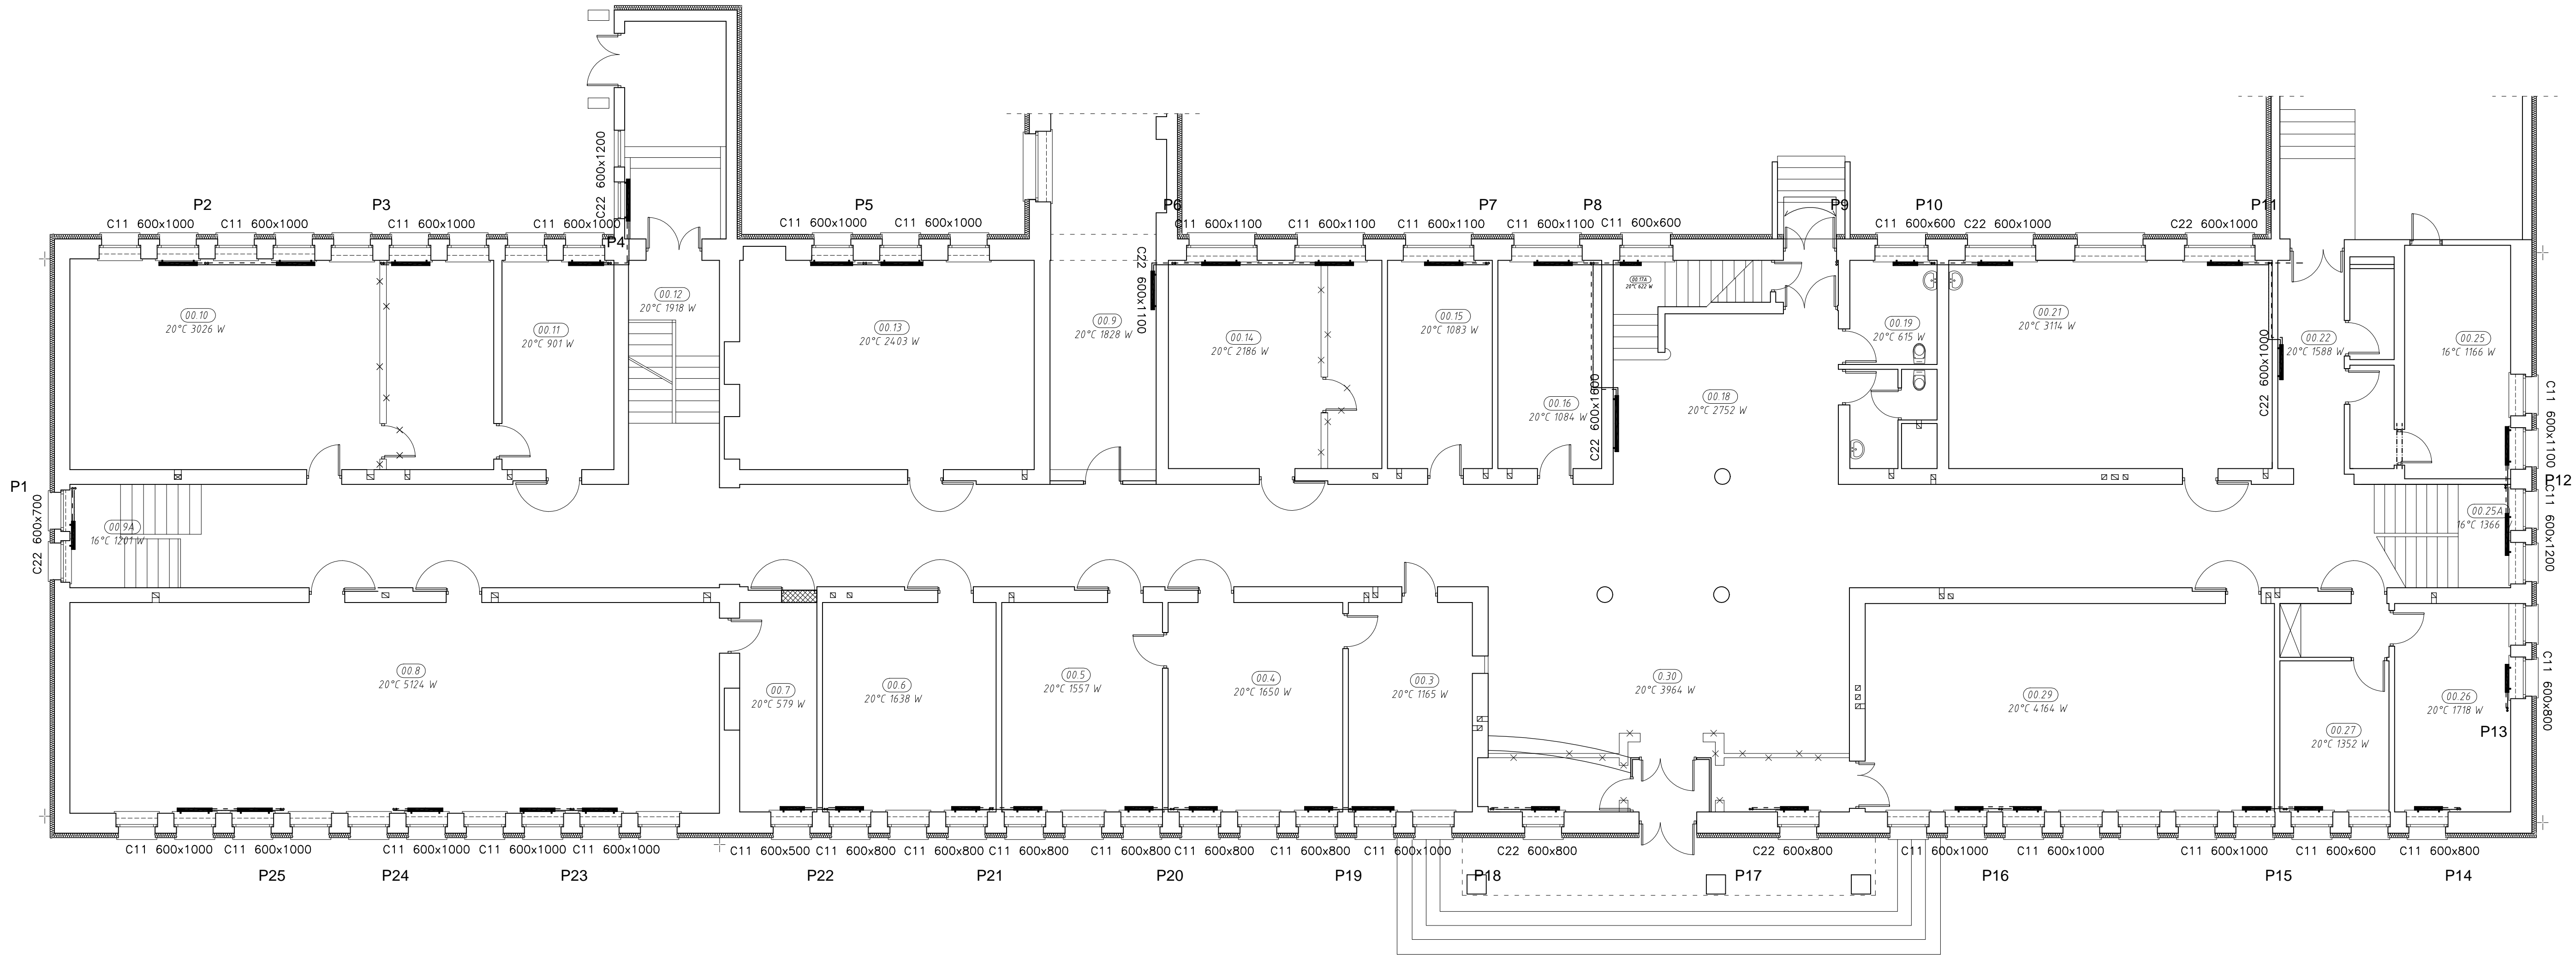 P2
P3
P5
P6
P7
P8
P9
P10
P11
C11 600x1000
C11 600x1000
C11 600x1000
C11 600x1000
C22 600x1200
P4
C11 600x1000
C11 600x1000
C11 600x1100
C11 600x1100
C11 600x1100
C11 600x1100
C11 600x600
C11 600x600
C22 600x1000
C22 600x1000
00.10
20°C 3026 W
00.11
20°C 901 W
00.12
20°C 1918 W
00.13
20°C 2403 W
00.9
20°C 1828 W
C22 600x1100
00.14
20°C 2186 W
00.15
20°C 1083 W
00.16
20°C 1084 W
C22 600x1600
00.17A
20°C 622 W
00.18
20°C 2752 W
00.19
20°C 615 W
00.21
20°C 3114 W
C22 600x1000
00.22
20°C 1588 W
00.25
16°C 1166 W
C11 600x1100
P1
C22 600x700
00.9A
16°C 1201 W
00.25A
16°C 1366
P12
C11 600x1200
00.8
20°C 5124 W
00.7
20°C 579 W
00.6
20°C 1638 W
00.5
20°C 1557 W
00.4
20°C 1650 W
00.3
20°C 1165 W
0.30
20°C 3964 W
00.29
20°C 4164 W
00.27
20°C 1352 W
00.26
20°C 1718 W
C11 600x800
P13
C11 600x1000
C11 600x1000
C11 600x1000
C11 600x1000
C11 600x1000
C11 600x500
C11 600x800
C11 600x800
C11 600x800
C11 600x800
C11 600x800
C11 600x800
C11 600x1000
C22 600x800
C22 600x800
C11 600x1000
C11 600x1000
C11 600x1000
C11 600x600
C11 600x800
P25
P24
P23
P22
P21
P20
P19
P18
P17
P16
P15
P14